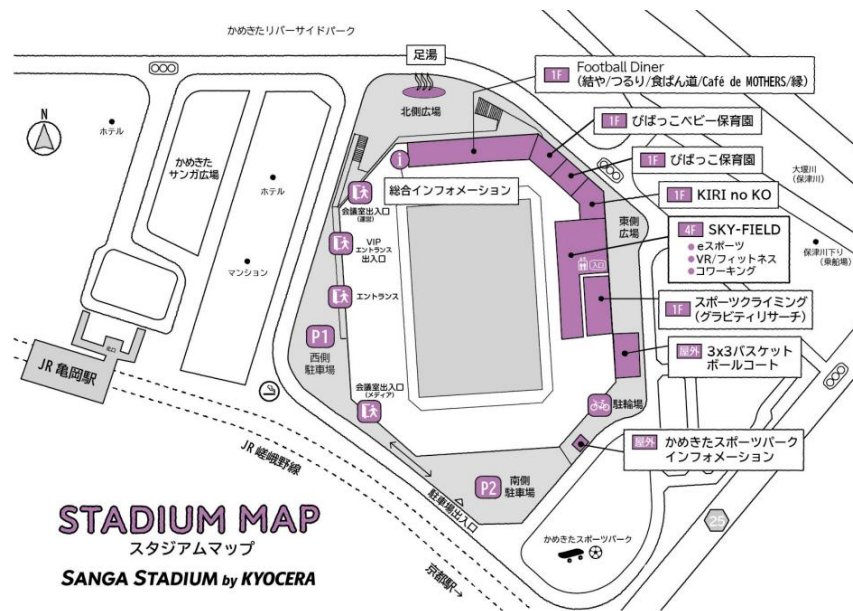 かめきたリバーサイドパーク
足湯
1F Football Diner
(結や/つるり/食ぱん道/Café de MOTHERS/縁)
北側広場
1F びばっこベビー保育園
1F びばっこ保育園
1F KIRI no KO
4F SKY-FIELD
●eスポーツ
●VR/フィットネス
●コワーキング
1F スポーツクライミング
(グラビティリサーチ)
屋外 3x3バスケット
ボールコート
屋外 かめきたスポーツパーク
インフォメーション
N
ホテル
かめきた
サンガ広場
ホテル
マンション
i
総合インフォメーション
会議室出入口
(運営)
VIP
エントランス
出入口
エントランス
P1
西側
駐車場
会議室出入口
(メディア)
東側
広場
入口
大堰川
(保津川)
保津川下り
(乗船場)
駐輪場
P2
南側
駐車場
駐車場出入口
出口
JR 亀岡駅
JR 嵯峨野線
京都駅→
かめきたスポーツパーク
25
STADIUM MAP
スタジアムマップ
SANGA STADIUM by KYOCERA